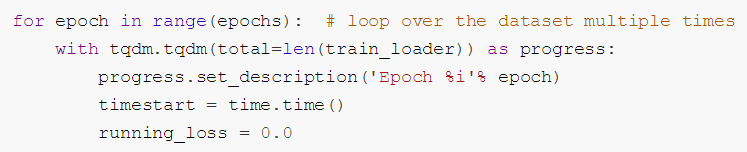 for epoch in range(epochs):  # loop over the dataset multiple times
    with tqdm.tqdm(total=len(train_loader)) as progress:
        progress.set_description('Epoch %i'% epoch)
        timestart = time.time()
        running_loss = 0.0